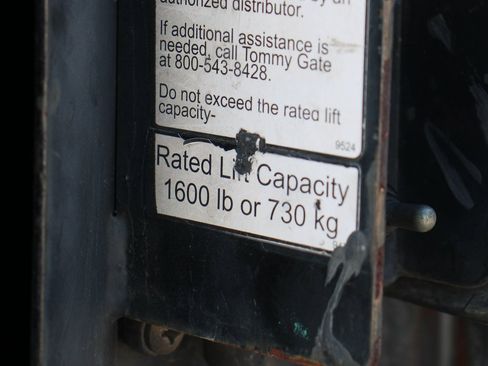 authorized distributor.
If additional assistance is
needed, call Tommy Gate
at 800-543-8428.
Do not exceed the rated lift
capacity-
9524
Rated Lift Capacity
1600 lb or 730 kg